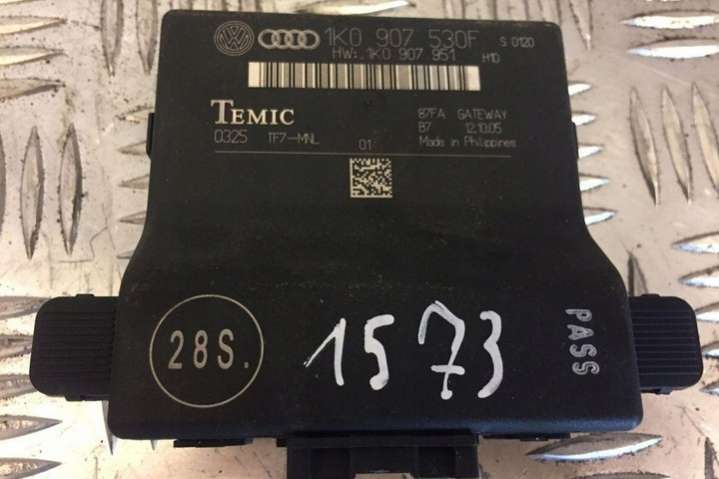 1K0 907 530F S 0120
HW: 1K0 907 951 H10
TEMIC 87FA GATEWAY
0325 TF7-MNL 01 B7 12.10.05
Made in Philippines
28S. 1573 PASS